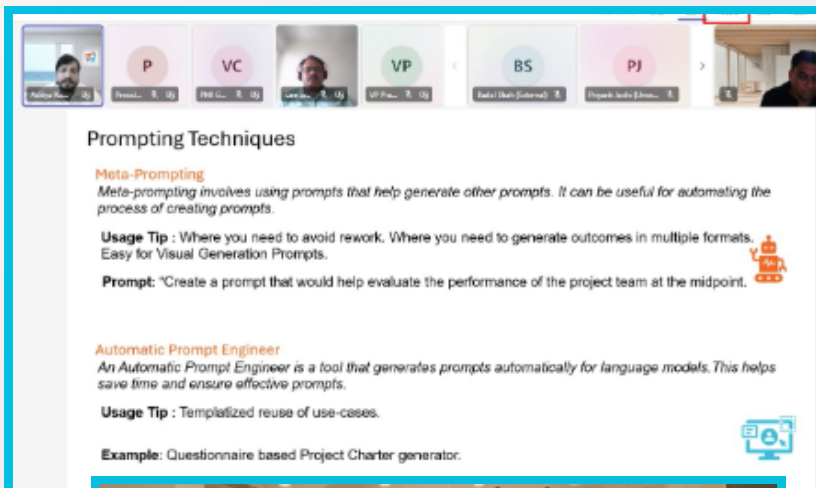 P
VC
VP
BS
PJ
Prompting Techniques
Meta-Prompting
Meta-prompting involves using prompts that help generate other prompts. It can be useful for automating the
process of creating prompts.
Usage Tip : Where you need to avoid rework. Where you need to generate outcomes in multiple formats.
Easy for Visual Generation Prompts.
Prompt: "Create a prompt that would help evaluate the performance of the project team at the midpoint.
Automatic Prompt Engineer
An Automatic Prompt Engineer is a tool that generates prompts automatically for language models. This helps
save time and ensure effective prompts.
Usage Tip : Templatized reuse of use-cases.
Example: Questionnaire based Project Charter generator.